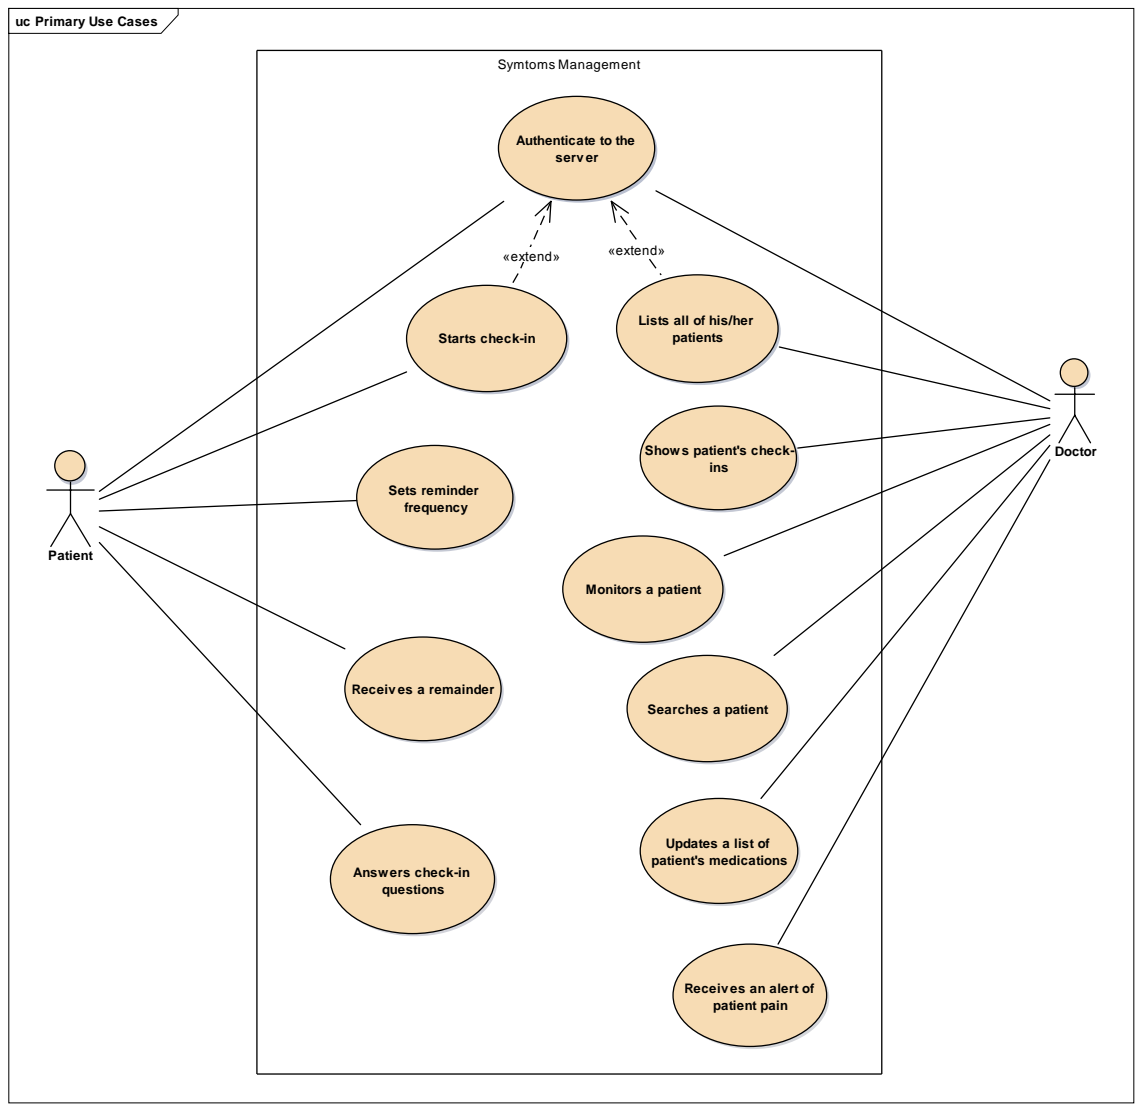 uc Primary Use Cases
Symtoms Management
Authenticate to the
server
«extend»
«extend»
Starts check-in
Lists all of his/her
patients
Shows patient's check-
ins
Doctor
Sets reminder
frequency
Patient
Monitors a patient
Receives a remainder
Searches a patient
Updates a list of
patient's medications
Answers check-in
questions
Receives an alert of
patient pain